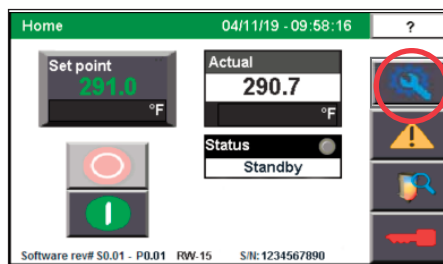 Home 04/11/19 - 09:58:16 ?
Set point
291.0
°F
Actual
290.7
°F
Status
Standby
Software rev# S0.01 - P0.01 RW-15 S/N: 1234567890